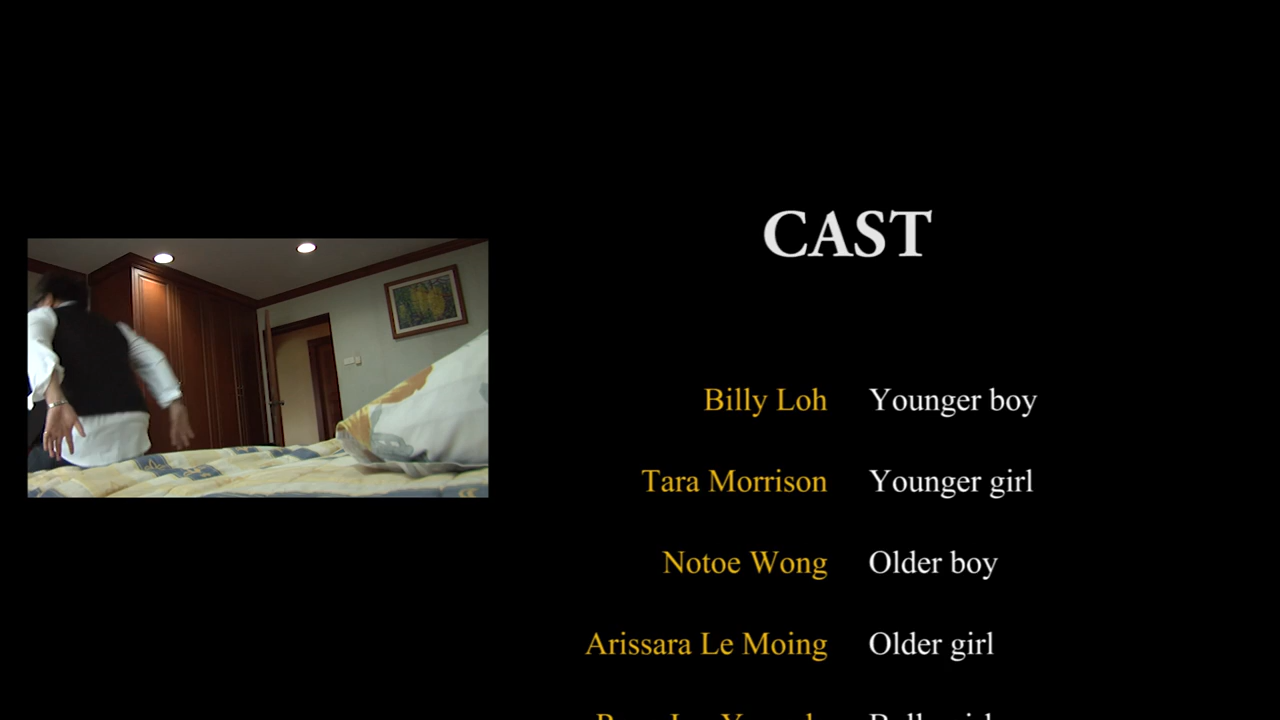 CAST
Billy Loh Younger boy
Tara Morrison Younger girl
Notoe Wong Older boy
Arissara Le Moing Older girl